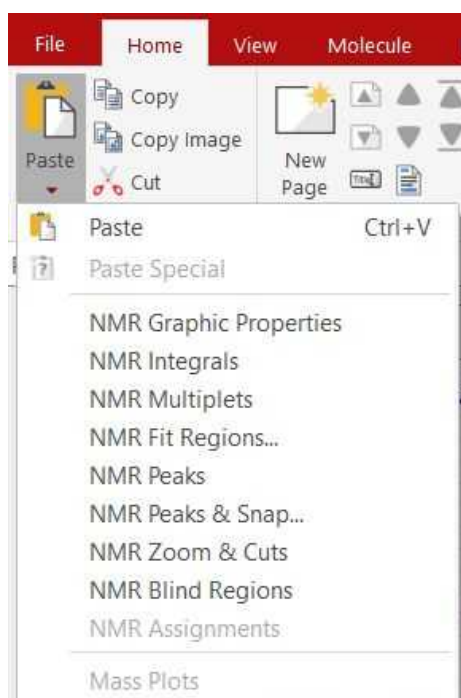 File Home View Molecule
Copy
Copy Image
Cut
Paste
New
Page
Title
Paste Ctrl+V
Paste Special
NMR Graphic Properties
NMR Integrals
NMR Multiplets
NMR Fit Regions...
NMR Peaks
NMR Peaks & Snap...
NMR Zoom & Cuts
NMR Blind Regions
NMR Assignments
Mass Plots